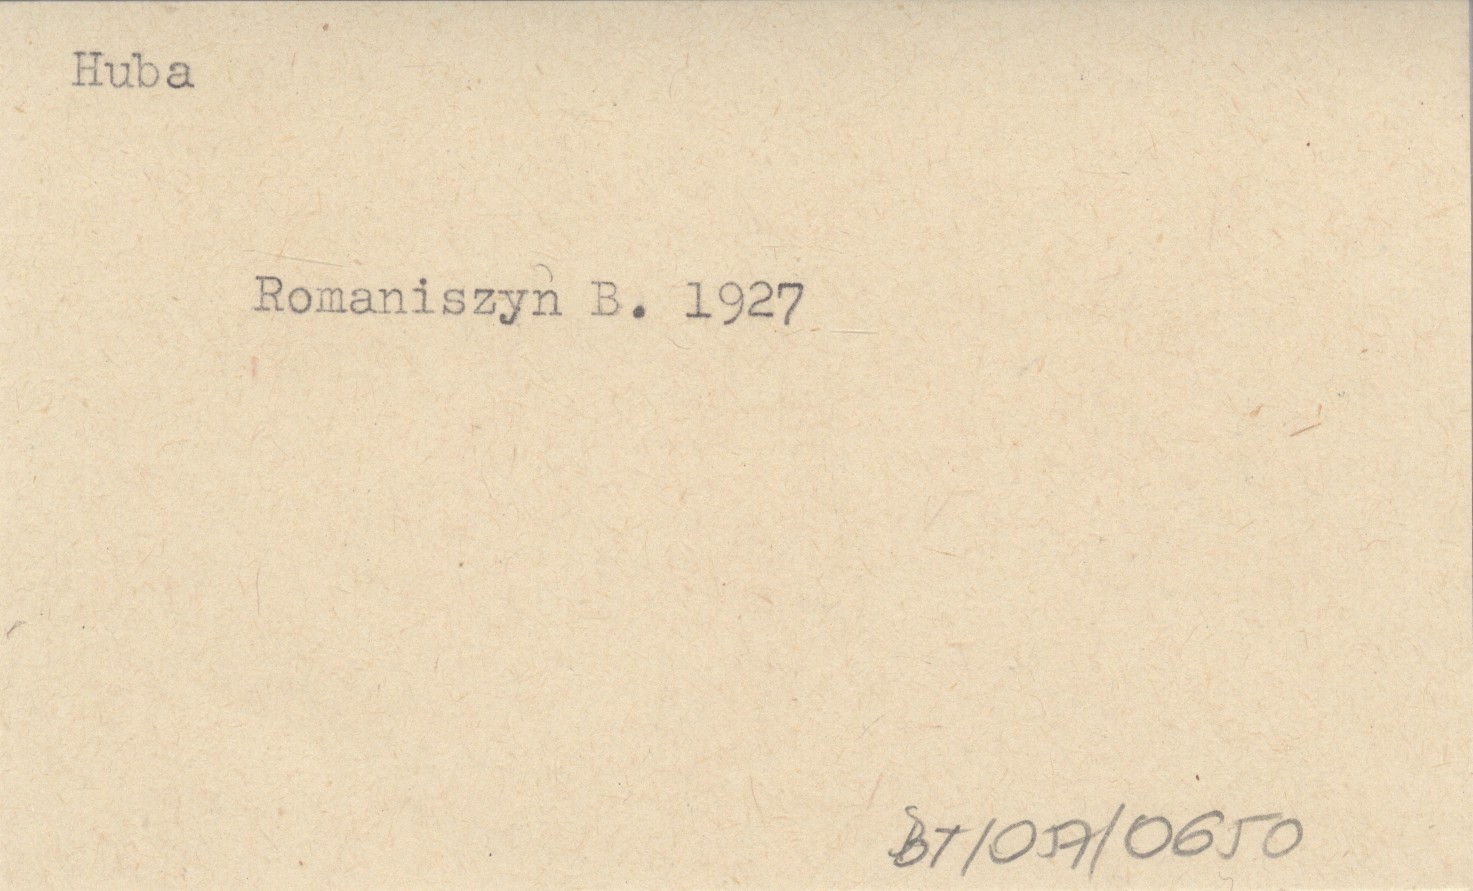 Huba
Romaniszyn B. 1927
BT/057/0650